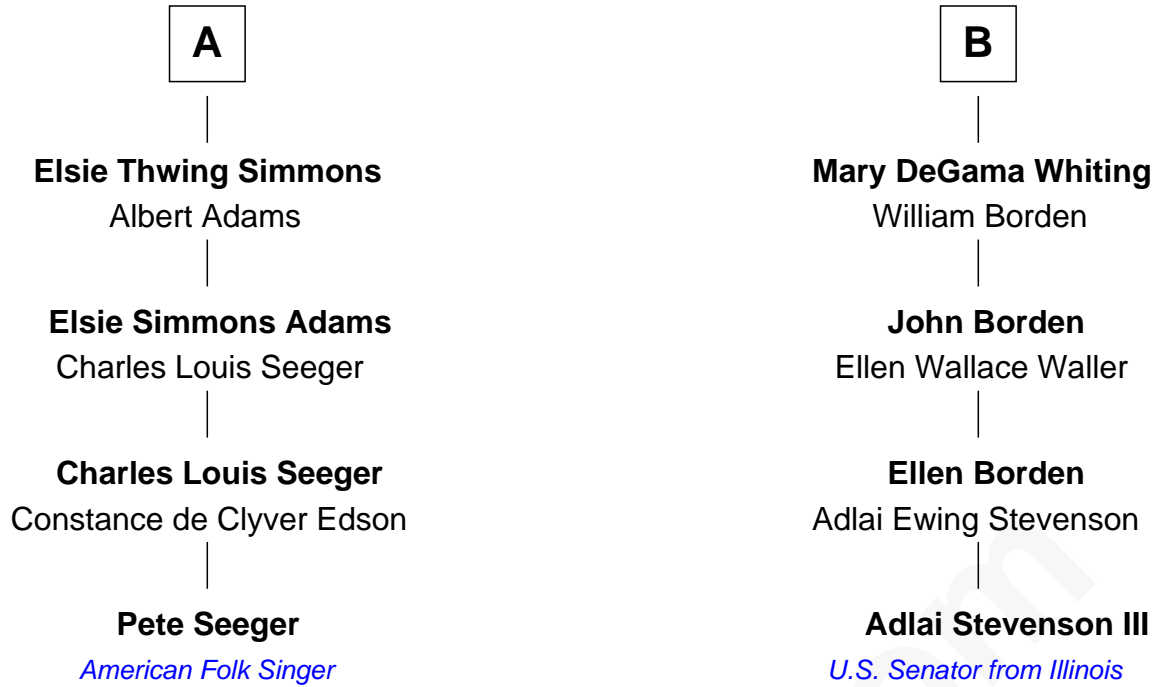 A
Elsie Thwing Simmons
Albert Adams
Elsie Simmons Adams
Charles Louis Seeger
Charles Louis Seeger
Constance de Clyver Edson
Pete Seeger
American Folk Singer
B
Mary DeGama Whiting
William Borden
John Borden
Ellen Wallace Waller
Ellen Borden
Adlai Ewing Stevenson
Adlai Stevenson III
U.S. Senator from Illinois